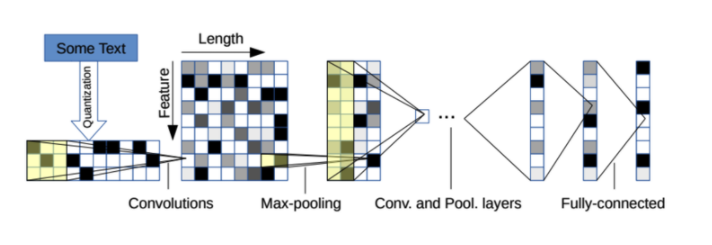 Some Text
Quantization
Length
Feature
...
Convolutions
Max-pooling
Conv. and Pool. layers
Fully-connected